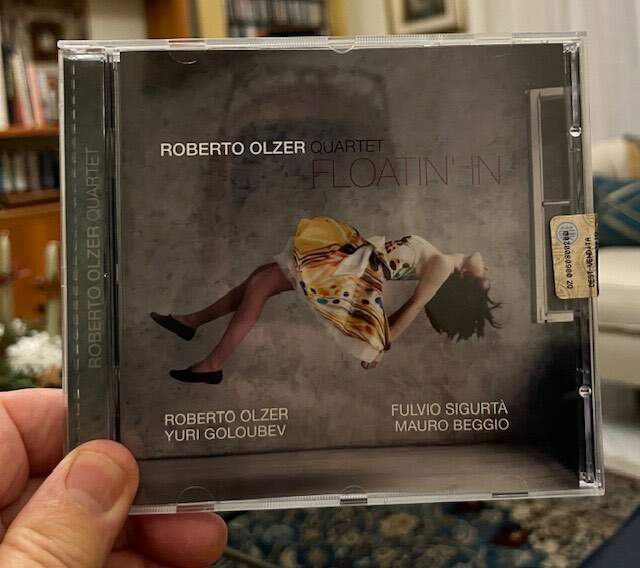 ROBERTO OLZER QUARTET
FLOATIN' IN
ROBERTO OLZER QUARTET
ROBERTO OLZER
YURI GOLOUBEV
FULVIO SIGURTÀ
MAURO BEGGIO